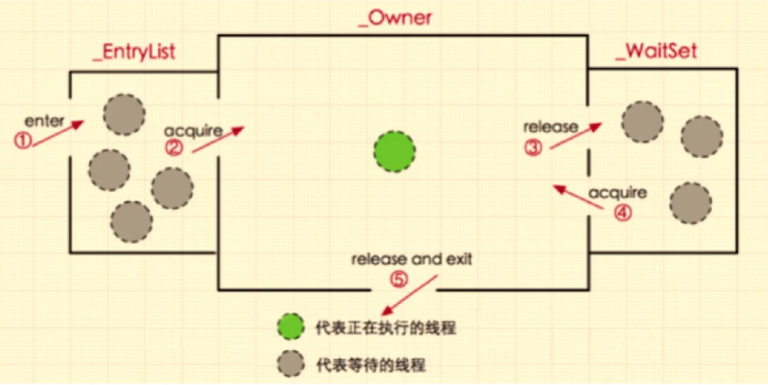 _Owner
_EntryList
_WaitSet
enter
①
acquire
②
release
③
acquire
④
release and exit
⑤
代表正在执行的线程
代表等待的线程